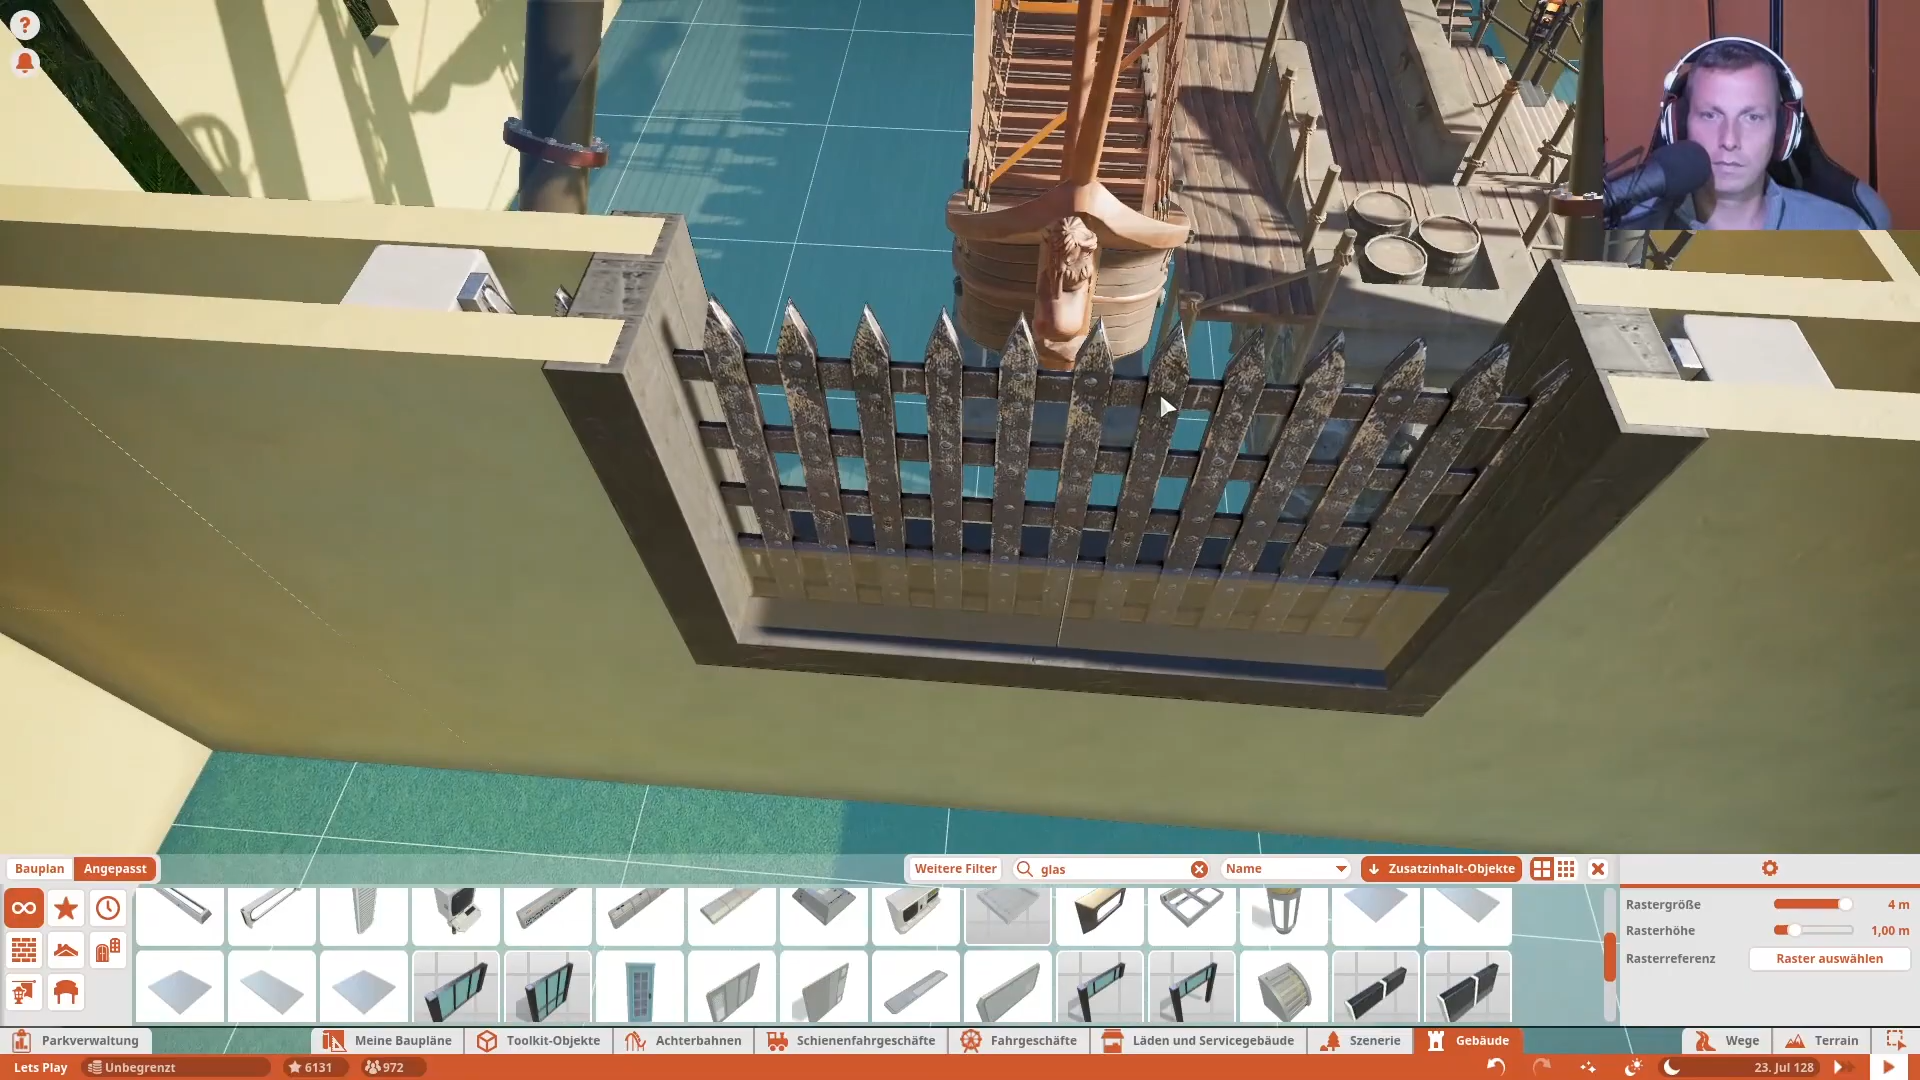 ?
Bauplan
Angepasst
Weitere Filter
glas
Name
Zusatzinhalt-Objekte
Rastergröße
4 m
Rasterhöhe
1,00 m
Rasterreferenz
Raster auswählen
Parkverwaltung
Meine Baupläne
Toolkit-Objekte
Achterbahnen
Schienenfahrgeschäfte
Fahrgeschäfte
Läden und Servicegebäude
Szenerie
Gebäude
Wege
Terrain
Lets Play
Unbegrenzt
6131
972
23. Jul 128